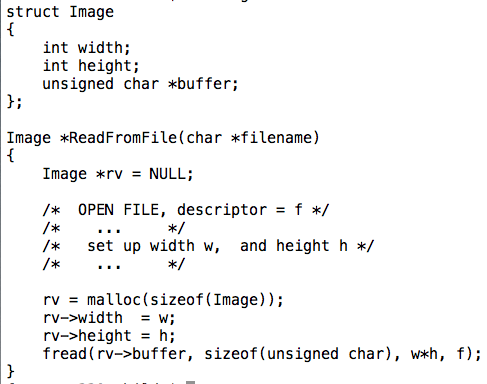 struct Image
{
    int width;
    int height;
    unsigned char *buffer;
};

Image *ReadFromFile(char *filename)
{
    Image *rv = NULL;

    /*  OPEN FILE, descriptor = f */
    /*   ...     */
    /*   set up width w,  and height h */
    /*   ...     */

    rv = malloc(sizeof(Image));
    rv->width  = w;
    rv->height = h;
    fread(rv->buffer, sizeof(unsigned char), w*h, f);
}